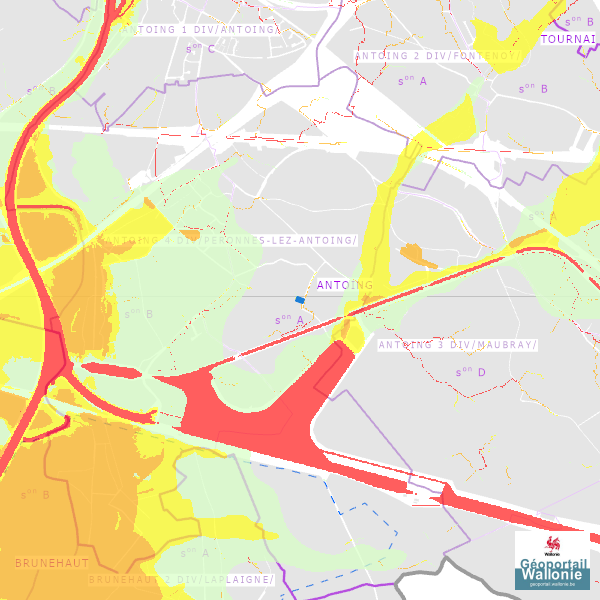 ANTOING 1 DIV/ANTOING/
sᵒⁿ C
TOURNAI
ANTOING 2 DIV/FONTENOY/
sᵒⁿ A
sᵒⁿ B
sᵒⁿ B
sᵒⁿ A
ANTOING 4 DIV/PERONNES-LEZ-ANTOING/
ANTOING
sᵒⁿ B
sᵒⁿ A
ANTOING 3 DIV/MAUBRAY/
sᵒⁿ D
sᵒⁿ B
sᵒⁿ A
BRUNEHAUT
BRUNEHAUT 2 DIV/LAPLAIGNE/
Wallonie
Géoportail
Wallonie
geoportail.wallonie.be